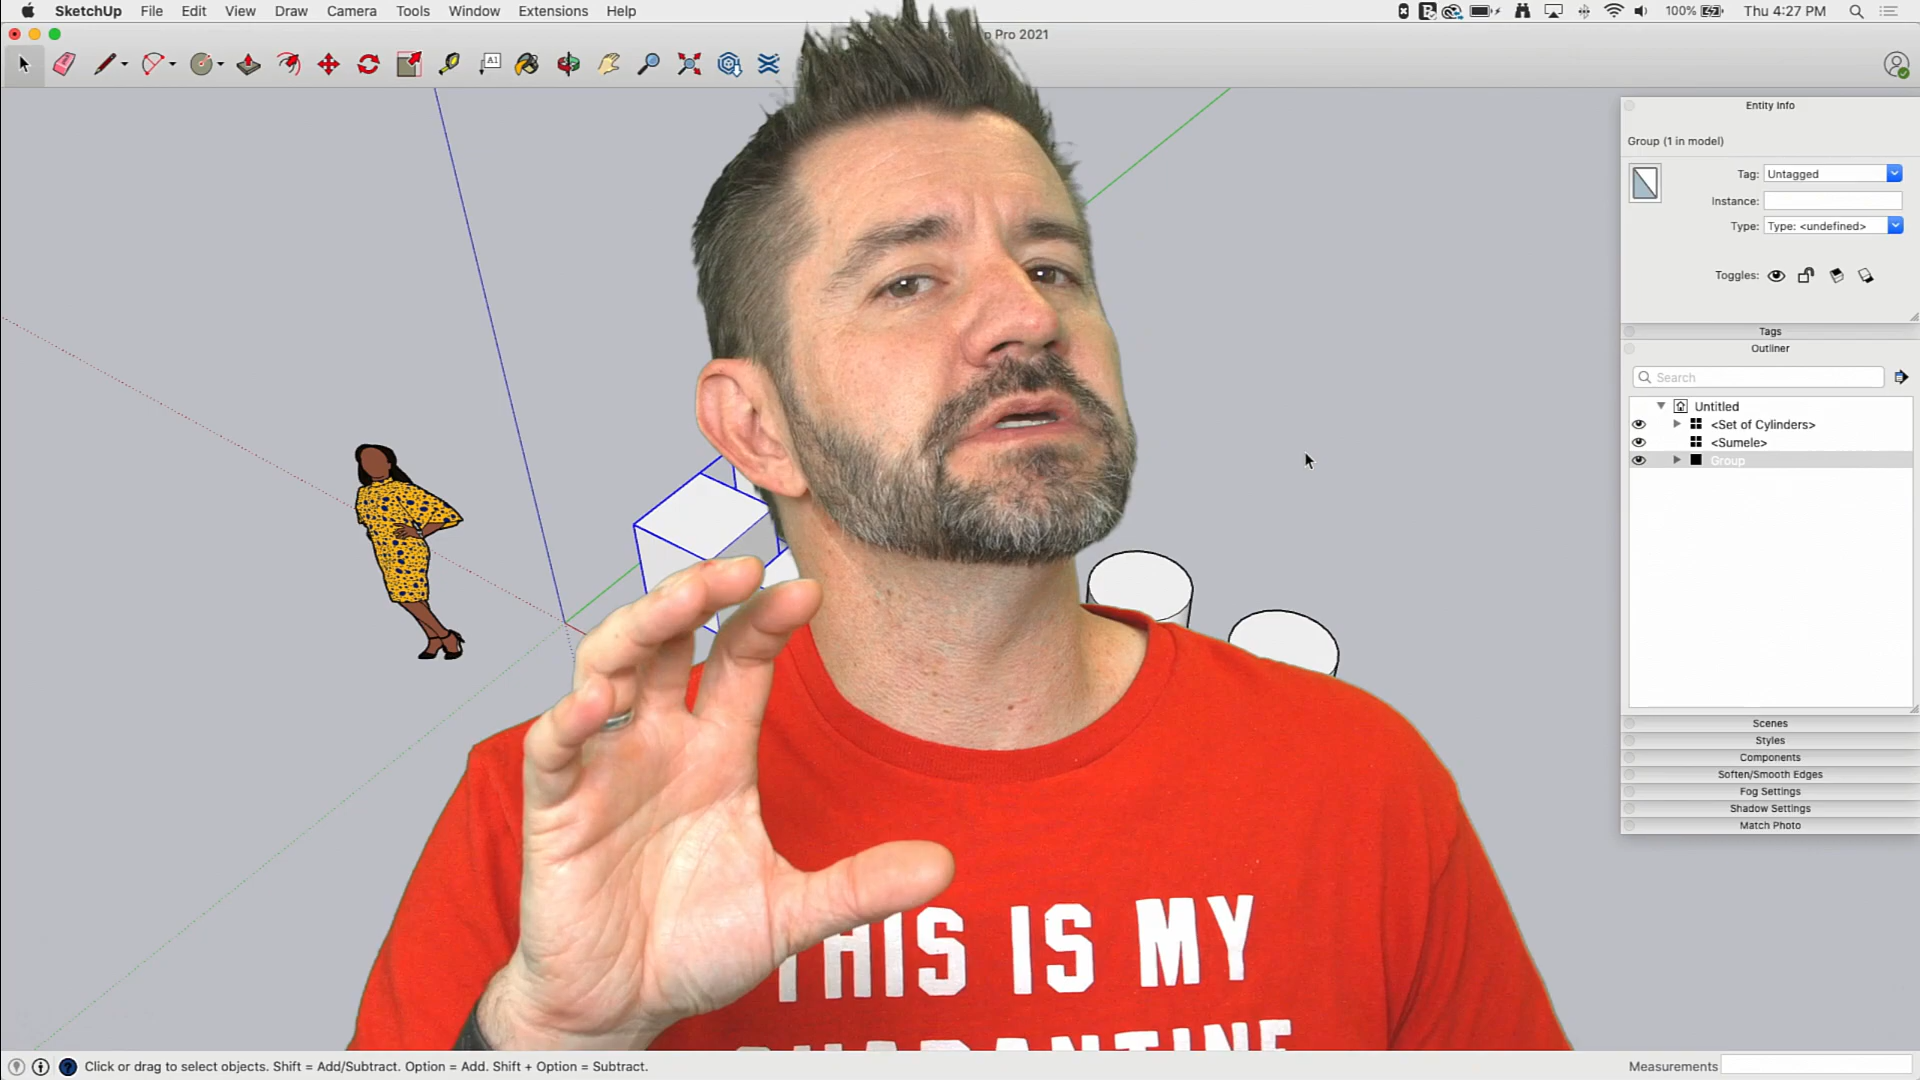 SketchUp File Edit View Draw Camera Tools Window Extensions Help 100% Thu 4:27 PM
Pro 2021
A1
Entity Info
Group (1 in model)
Tag: Untagged
Instance:
Type: Type: <undefined>
Toggles:
Tags
Outliner
Search
Untitled
<Set of Cylinders>
<Sumele>
Group
Scenes
Styles
Components
Soften/Smooth Edges
Fog Settings
Shadow Settings
Match Photo
THIS IS MY
QUARANTINE
Click or drag to select objects. Shift = Add/Subtract. Option = Add. Shift + Option = Subtract.
Measurements